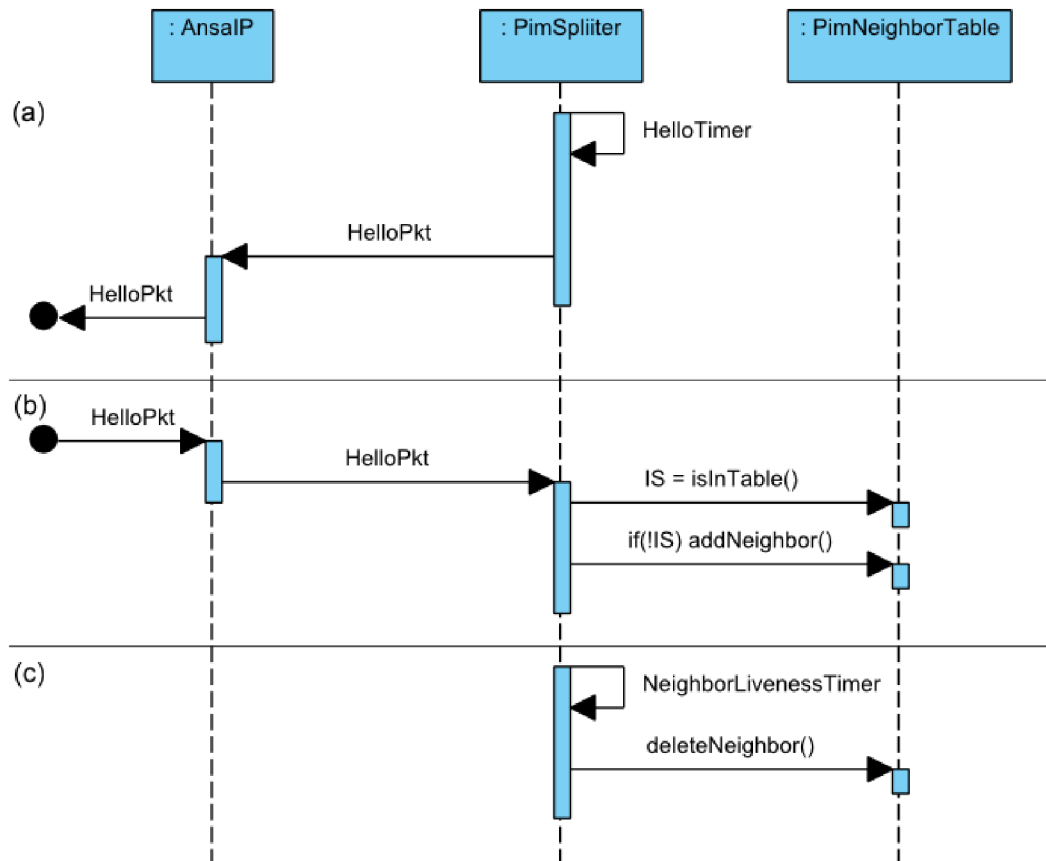 : AnsaIP
: PimSpliiter
: PimNeighborTable
(a)
HelloTimer
HelloPkt
HelloPkt
(b)
HelloPkt
HelloPkt
IS = isInTable()
if(!IS) addNeighbor()
(c)
NeighborLivenessTimer
deleteNeighbor()